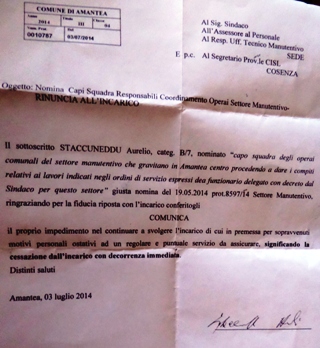 COMUNE DI AMANTEA
2014 III 04
0010787 03/07/2014
Al Sig. Sindaco
All'Assessore al Personale
Al Resp. Uff. Tecnico Manutentivo
SEDE
E p.c. Al Segretario Prov.le CISL
COSENZA
Oggetto: Nomina Capi Squadra Responsabili Coordinamento Operai Settore Manutentivo-
RINUNCIA ALL'INCARICO
Il sottoscritto STACCUNEDDU Aurelio, categ. B/7, nominato "capo squadra degli operai
comunali del settore manutentivo che gravitano in Amantea centro procedendo a dare i compiti
relativi ai lavori indicati negli ordini di servizio espressi dea funzionario delegato con decreto dal
Sindaco per questo settore" giusta nomina del 19.05.2014 prot.8597/14 Settore Manutentivo,
ringraziando per la fiducia riposta con l'incarico conferitogli
COMUNICA
il proprio impedimento nel continuare a svolgere l'incarico di cui in premessa per sopravvenuti
motivi personali ostativi ad un regolare e puntuale servizio da assicurare, significando la
cessazione dall'incarico con decorrenza immediata.
Distinti saluti
Amantea, 03 luglio 2014